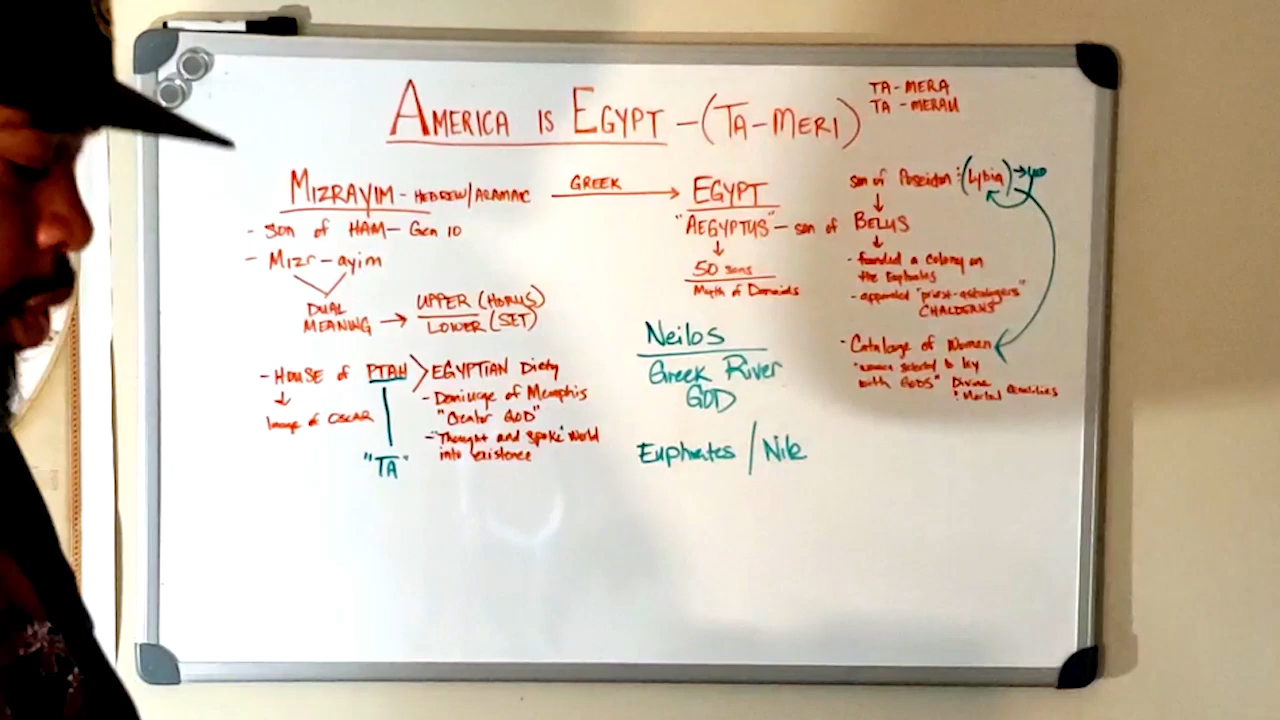 AMERICA IS EGYPT - (TA-MERI)
TA-MERA
TA-MERAU
MIZRAYIM - HEBREW/ARAMAIC
- SON OF HAM - Gen 10
- Mizr-ayim
DUAL
MEANING → UPPER (HORUS)
LOWER (SET)
- HOUSE of PTAH
↓
Image of OSCAR
"TA"
EGYPTIAN Diety
- Demiurge of Memphis
"Creator GOD"
- "Thought and spoke" World
into existence
GREEK →
EGYPT
"AEGYPTUS" - son of BELUS
↓
50 sons
Myth of Danaids
Neilos
Greek River
GOD
Euphrates / Nile
son of Poseidon : (Lybia) →
↓
↓
- founded a colony on
the Euphrates
- appointed "priest-astrologers"
CHALDEANS
- Cataloge of Women
"women selected to lay
with GODS" Divine
: Mortal Qualities